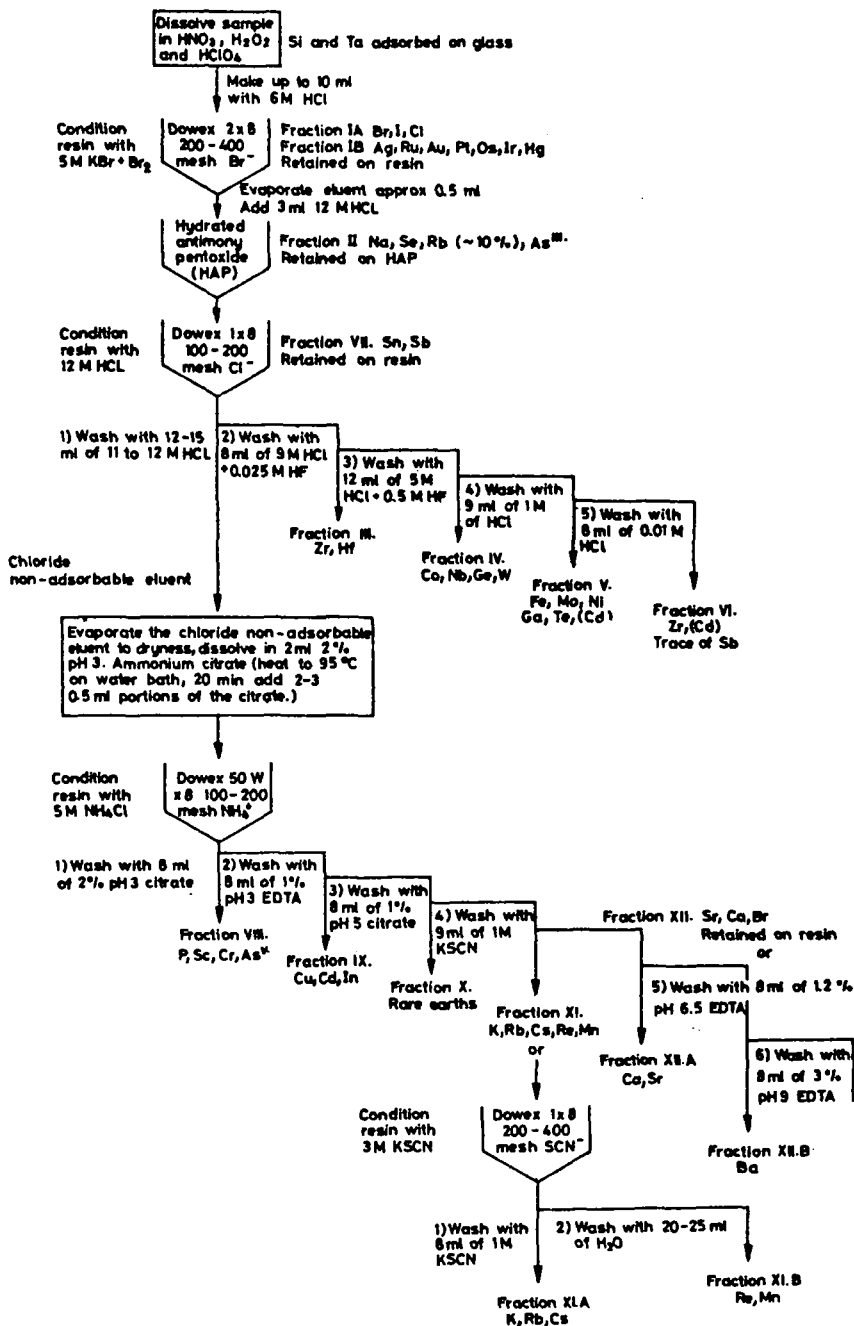 Dissolve sample
in HNO3, H2O2
and HClO4
Si and Ta adsorbed on glass
Make up to 10 ml
with 6M HCl
Condition
resin with
5M KBr + Br2
Dowex 2x8
200-400
mesh Br-
Fraction IA Br, I, Cl
Fraction IB Ag, Ru, Au, Pt, Os, Ir, Hg
Retained on resin
Evaporate eluent approx 0.5 ml
Add 3 ml 12 MHCL
Hydrated
antimony
pentoxide
(HAP)
Fraction II Na, Se, Rb (~10%), As III.
Retained on HAP
Condition
resin with
12 M HCL
Dowex 1x8
100-200
mesh Cl-
Fraction VII. Sn, Sb
Retained on resin
1) Wash with 12-15
ml of 11 to 12 MHCL
2) Wash with
8ml of 9M HCl
+0.025 M HF
3) Wash with
12 ml of 5M
HCl + 0.5 M HF
4) Wash with
9 ml of 1M
of HCl
5) Wash with
8 ml of 0.01 M
HCl
Fraction III.
Zr, Hf
Fraction IV.
Co, Nb, Ge, W
Fraction V.
Fe, Mo, Ni
Ga, Te, (Cd)
Fraction VI.
Zr, (Cd)
Trace of Sb
Chloride
non-adsorbable eluent
Evaporate the chloride non-adsorbable
eluent to dryness, dissolve in 2ml 2%
pH 3. Ammonium citrate (heat to 95 °C
on water bath, 20 min add 2-3
0.5 ml portions of the citrate.)
Condition
resin with
5M NH4Cl
Dowex 50 W
x8 100-200
mesh NH4+
1) Wash with 8 ml
of 2% pH 3 citrate
2) Wash with
8 ml of 1%
pH 3 EDTA
3) Wash with
8 ml of 1%
pH 5 citrate
4) Wash with
9 ml of 1M
KSCN
Fraction XII. Sr, Ca, Br
Retained on resin
or
5) Wash with 8 ml of 1.2 %
pH 6.5 EDTA
6) Wash with
8 ml of 3 %
pH 9 EDTA
Fraction VIII.
P, Sc, Cr, As V
Fraction IX.
Cu, Cd, In
Fraction X.
Rare earths
Fraction XI.
K, Rb, Cs, Re, Mn
or
Fraction XII.A
Ca, Sr
Fraction XII.B
Ba
Condition
resin with
3M KSCN
Dowex 1x8
200-400
mesh SCN-
1) Wash with
8 ml of 1M
KSCN
2) Wash with 20-25 ml
of H2O
Fraction XI.A
K, Rb, Cs
Fraction XI.B
Re, Mn